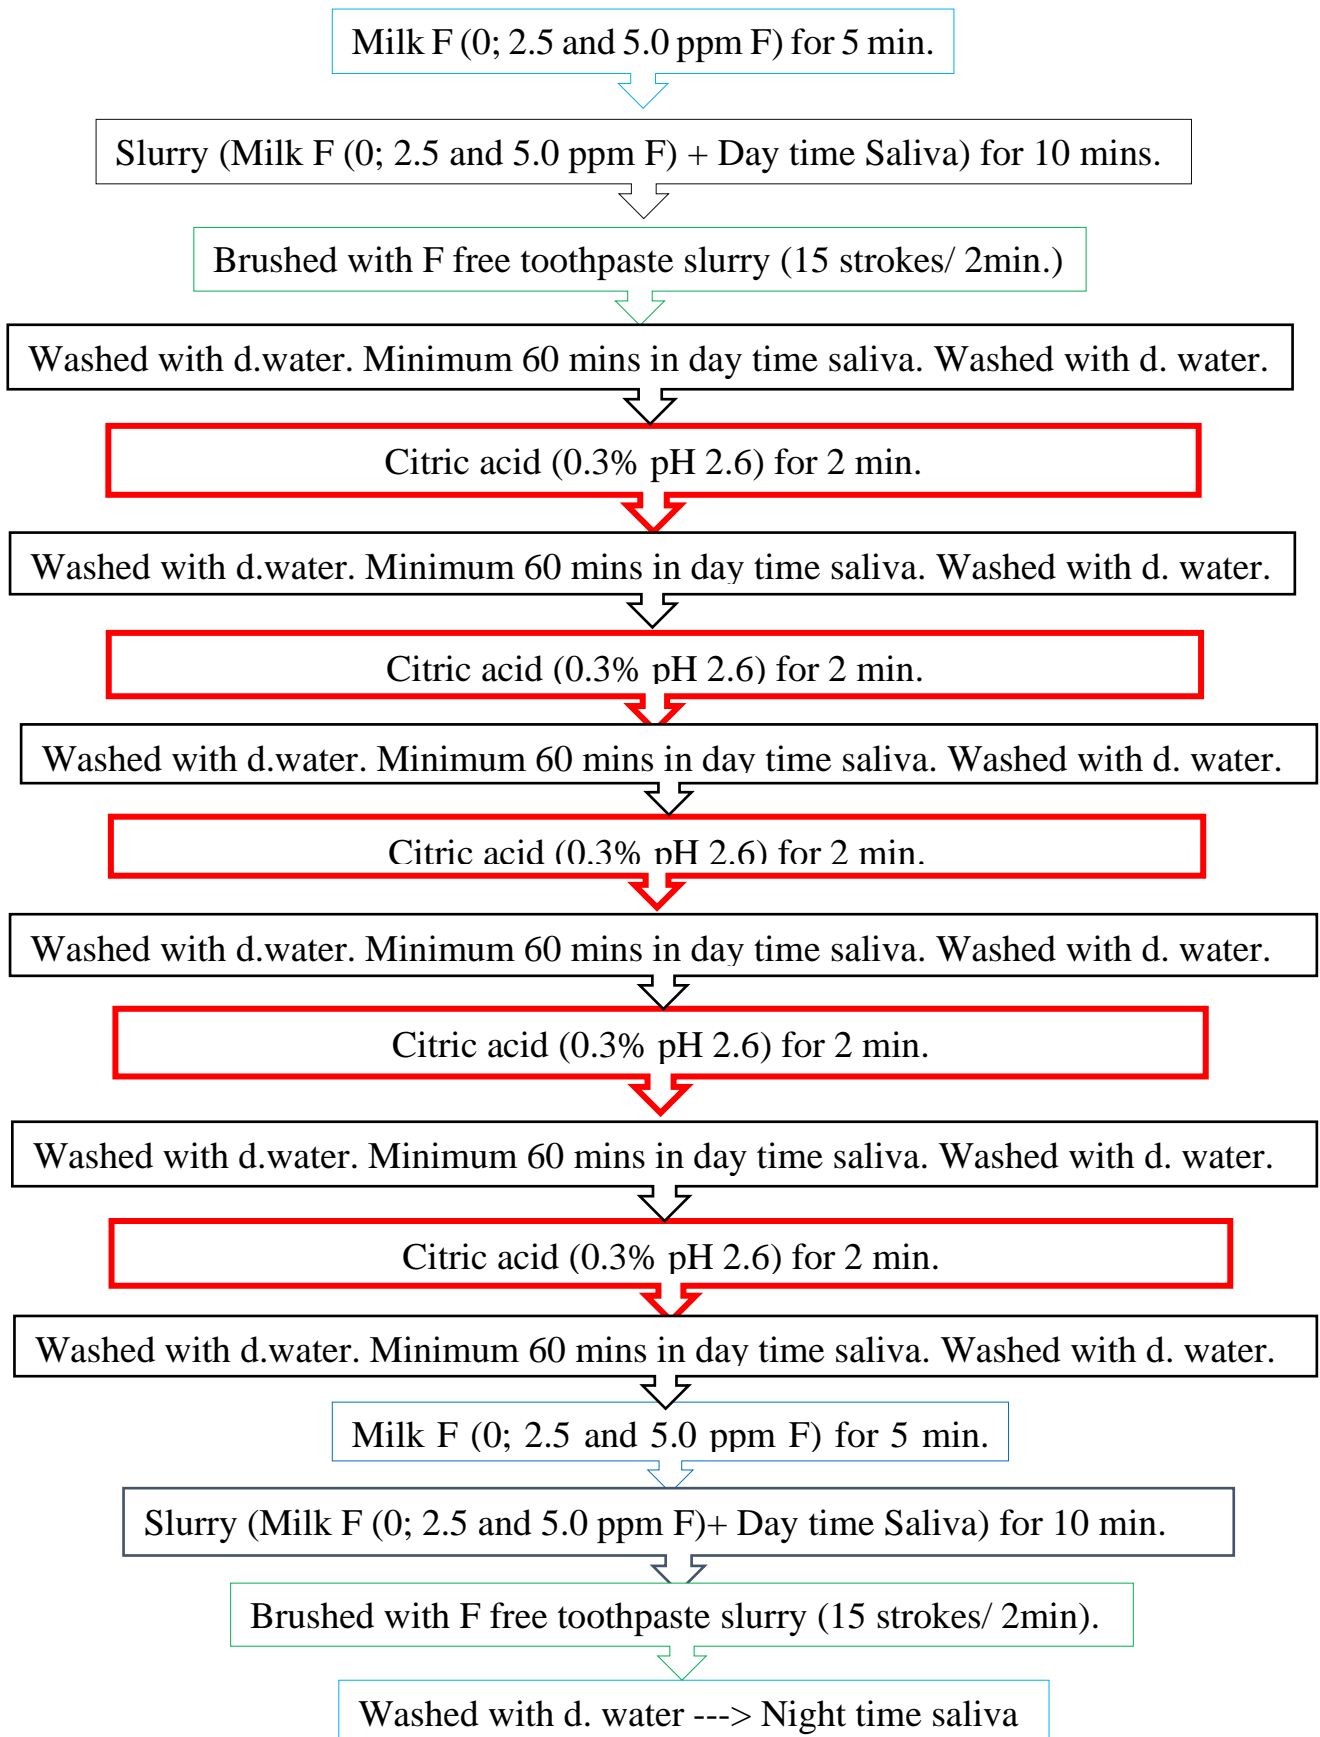 Milk F (0; 2.5 and 5.0 ppm F) for 5 min.
Slurry (Milk F (0; 2.5 and 5.0 ppm F) + Day time Saliva) for 10 mins.
Brushed with F free toothpaste slurry (15 strokes/ 2min.)
Washed with d.water. Minimum 60 mins in day time saliva. Washed with d. water.
Citric acid (0.3% pH 2.6) for 2 min.
Washed with d.water. Minimum 60 mins in day time saliva. Washed with d. water.
Citric acid (0.3% pH 2.6) for 2 min.
Washed with d.water. Minimum 60 mins in day time saliva. Washed with d. water.
Citric acid (0.3% pH 2.6) for 2 min.
Washed with d.water. Minimum 60 mins in day time saliva. Washed with d. water.
Citric acid (0.3% pH 2.6) for 2 min.
Washed with d.water. Minimum 60 mins in day time saliva. Washed with d. water.
Citric acid (0.3% pH 2.6) for 2 min.
Washed with d.water. Minimum 60 mins in day time saliva. Washed with d. water.
Milk F (0; 2.5 and 5.0 ppm F) for 5 min.
Slurry (Milk F (0; 2.5 and 5.0 ppm F)+ Day time Saliva) for 10 min.
Brushed with F free toothpaste slurry (15 strokes/ 2min).
Washed with d. water ---> Night time saliva